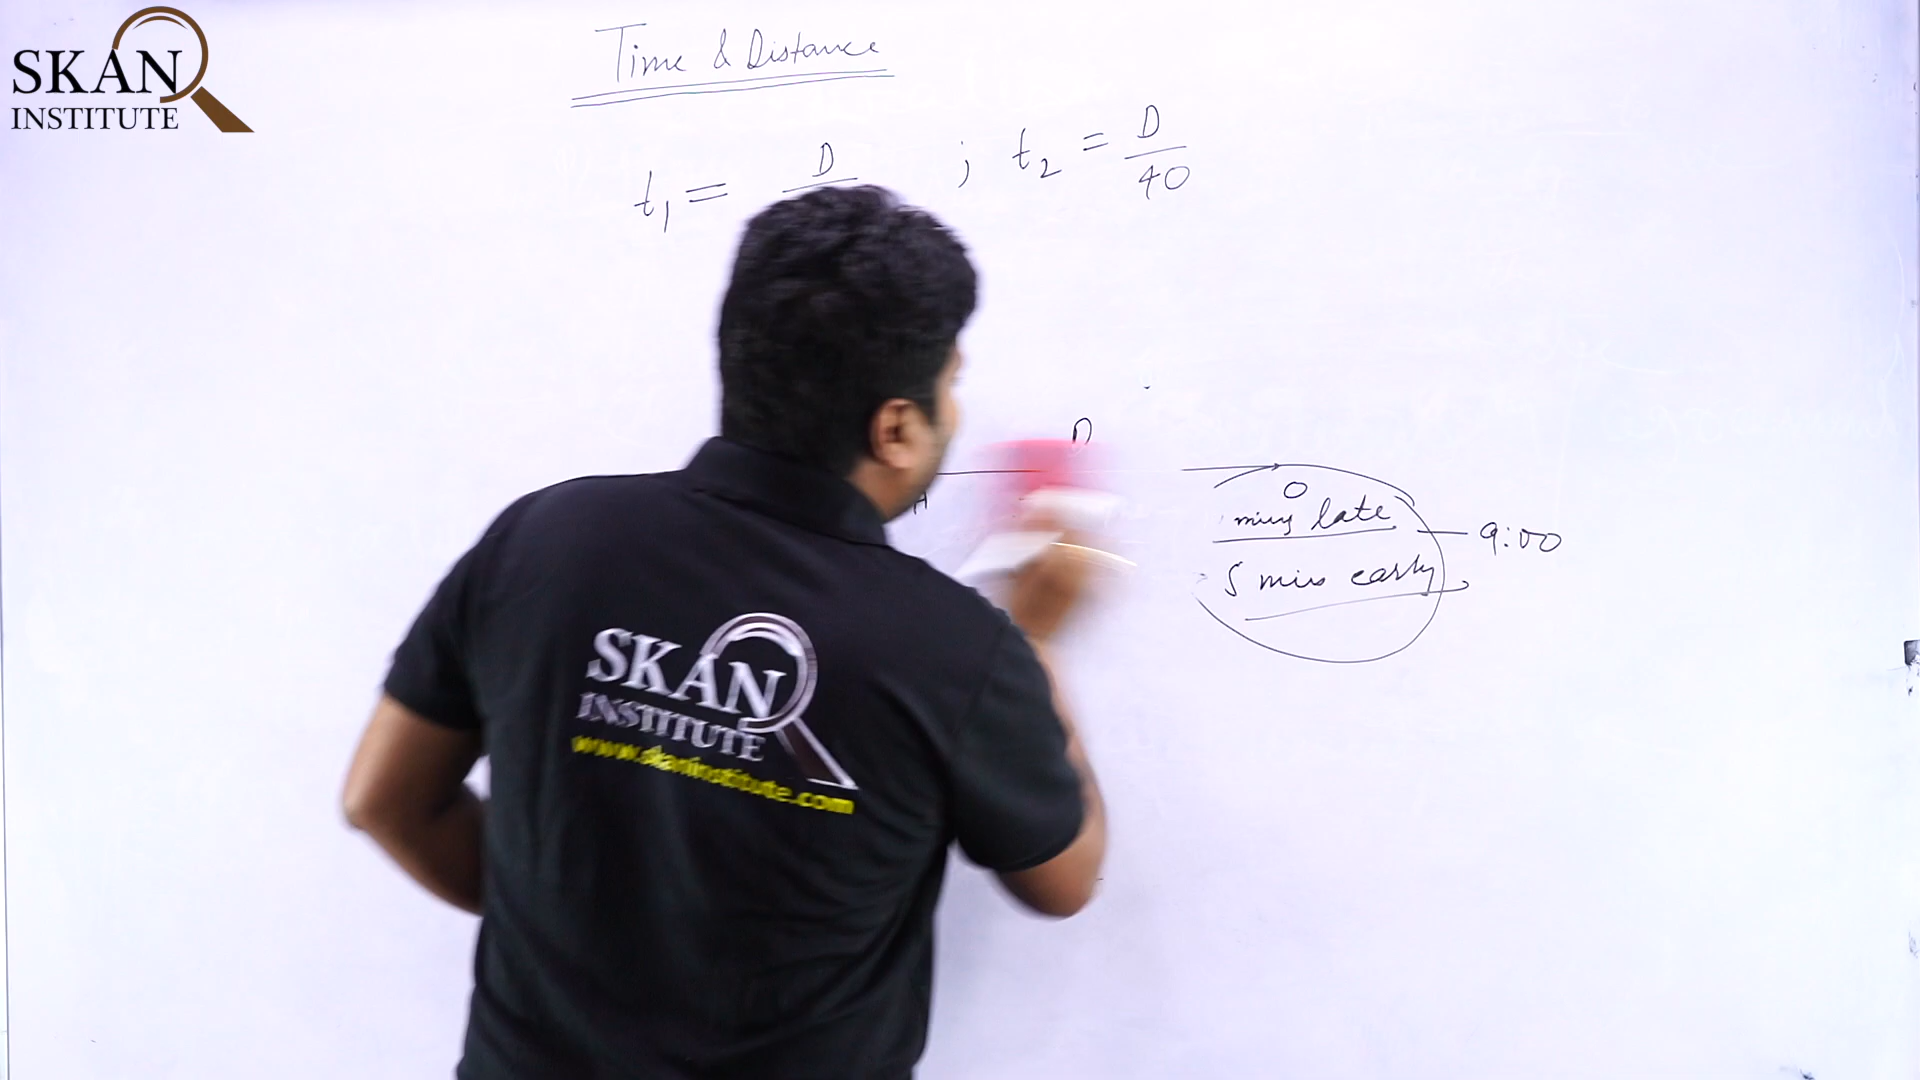 SKAN
INSTITUTE
Time & Distance
t₁ = D ; t₂ = D/40
D
A
O
mins late
9:00
5 mins early
SKAN
INSTITUTE
www.skaninstitute.com